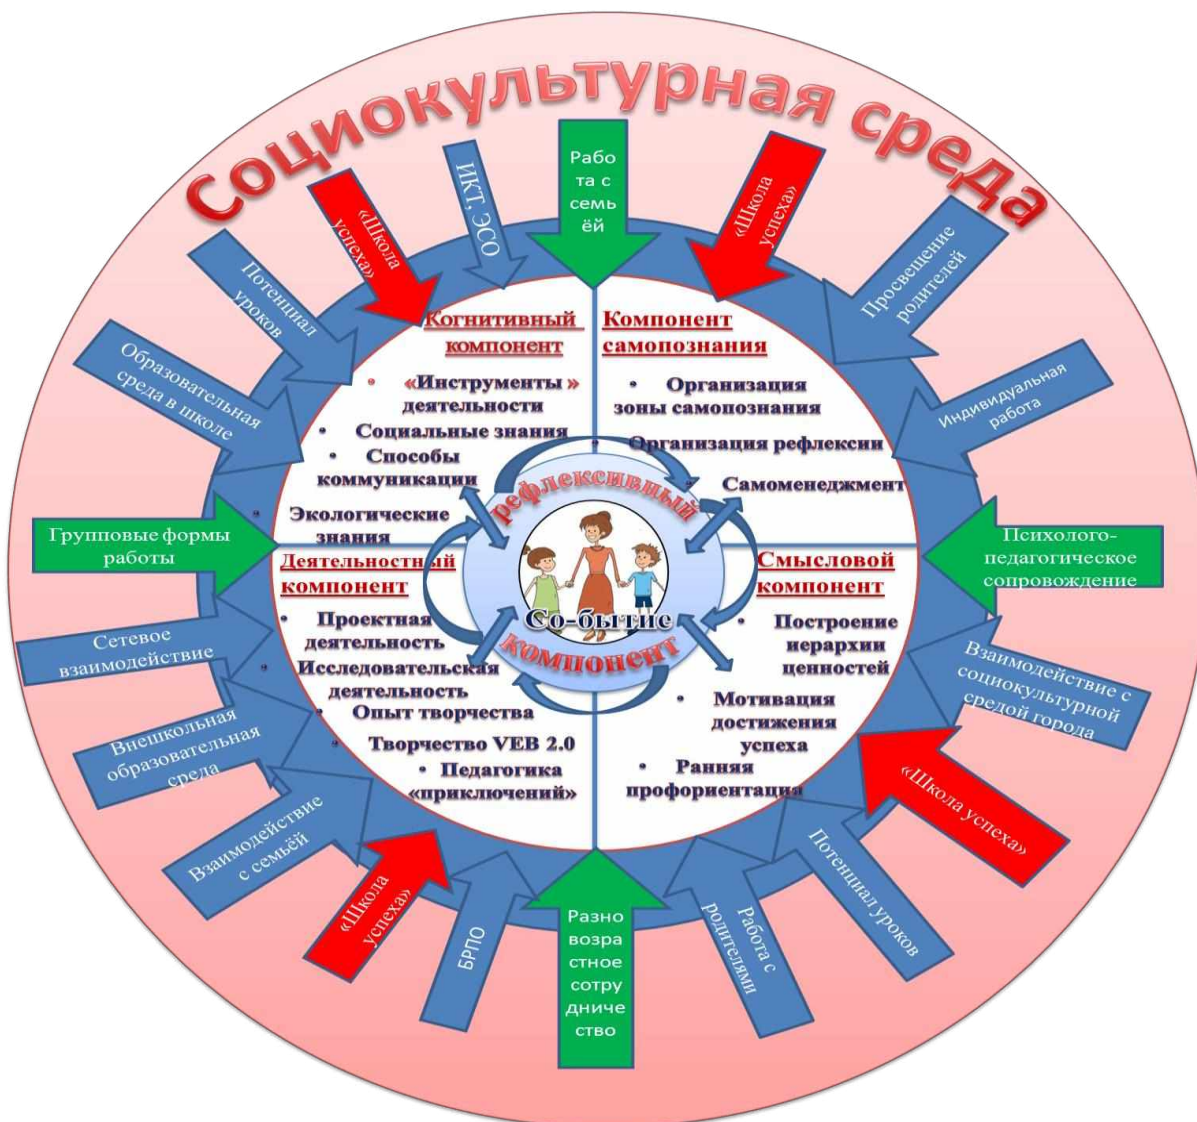 Социокультурная среда
«Школа
успеха»
ИКТ, ЭСО
Рабо
та с
семь
ёй
«Школа
успеха»
Потенциал
уроков
Просвещение
родителей
Образовательная
среда в школе
Индивидуальная
работа
Когнитивный
компонент
• «Инструменты »
деятельности
• Социальные знания
• Способы
коммуникации
• Экологические
знания
Компонент
самопознания
• Организация
зоны самопознания
• Организация рефлексии
• Самоменеджмент
рефлексивный
Со-бытие
компонент
Групповые формы
работы
Психолого-
педагогическое
сопровождение
Деятельностный
компонент
• Проектная
деятельность
• Исследовательская
деятельность
• Опыт творчества
• Творчество VEB 2.0
• Педагогика
«приключений»
Смысловой
компонент
• Построение
иерархии
ценностей
• Мотивация
достижения
успеха
• Ранняя
профориентация
Сетевое
взаимодействие
Взаимодействие с
социокультурной
средой города
Внешкольная
образовательная
среда
«Школа успеха»
Взаимодействие
с семьёй
Потенциал уроков
«Школа
успеха»
БРПО
Разно
возра
стное
сотру
дниче
ство
Работа с
родителями